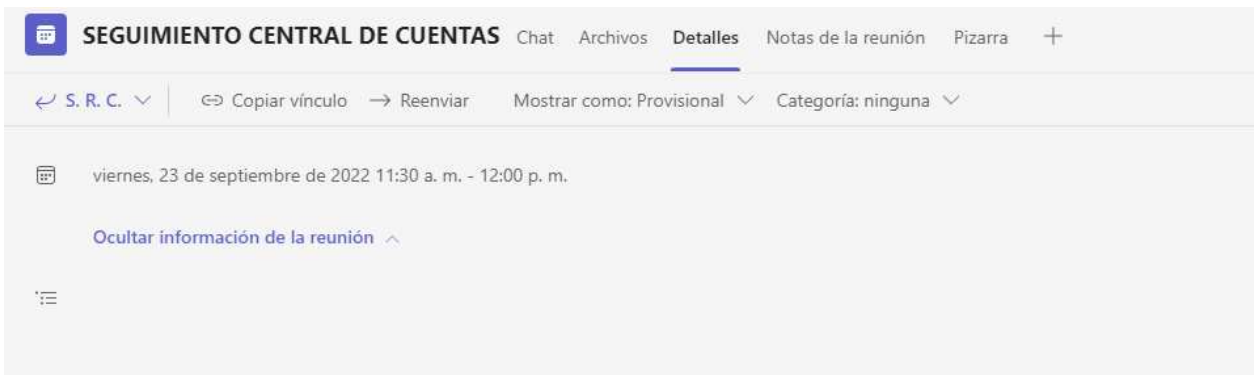 SEGUIMIENTO CENTRAL DE CUENTAS Chat Archivos Detalles Notas de la reunión Pizarra +
S. R. C. Copiar vínculo Reenviar Mostrar como: Provisional Categoría: ninguna
viernes, 23 de septiembre de 2022 11:30 a. m. - 12:00 p. m.
Ocultar información de la reunión